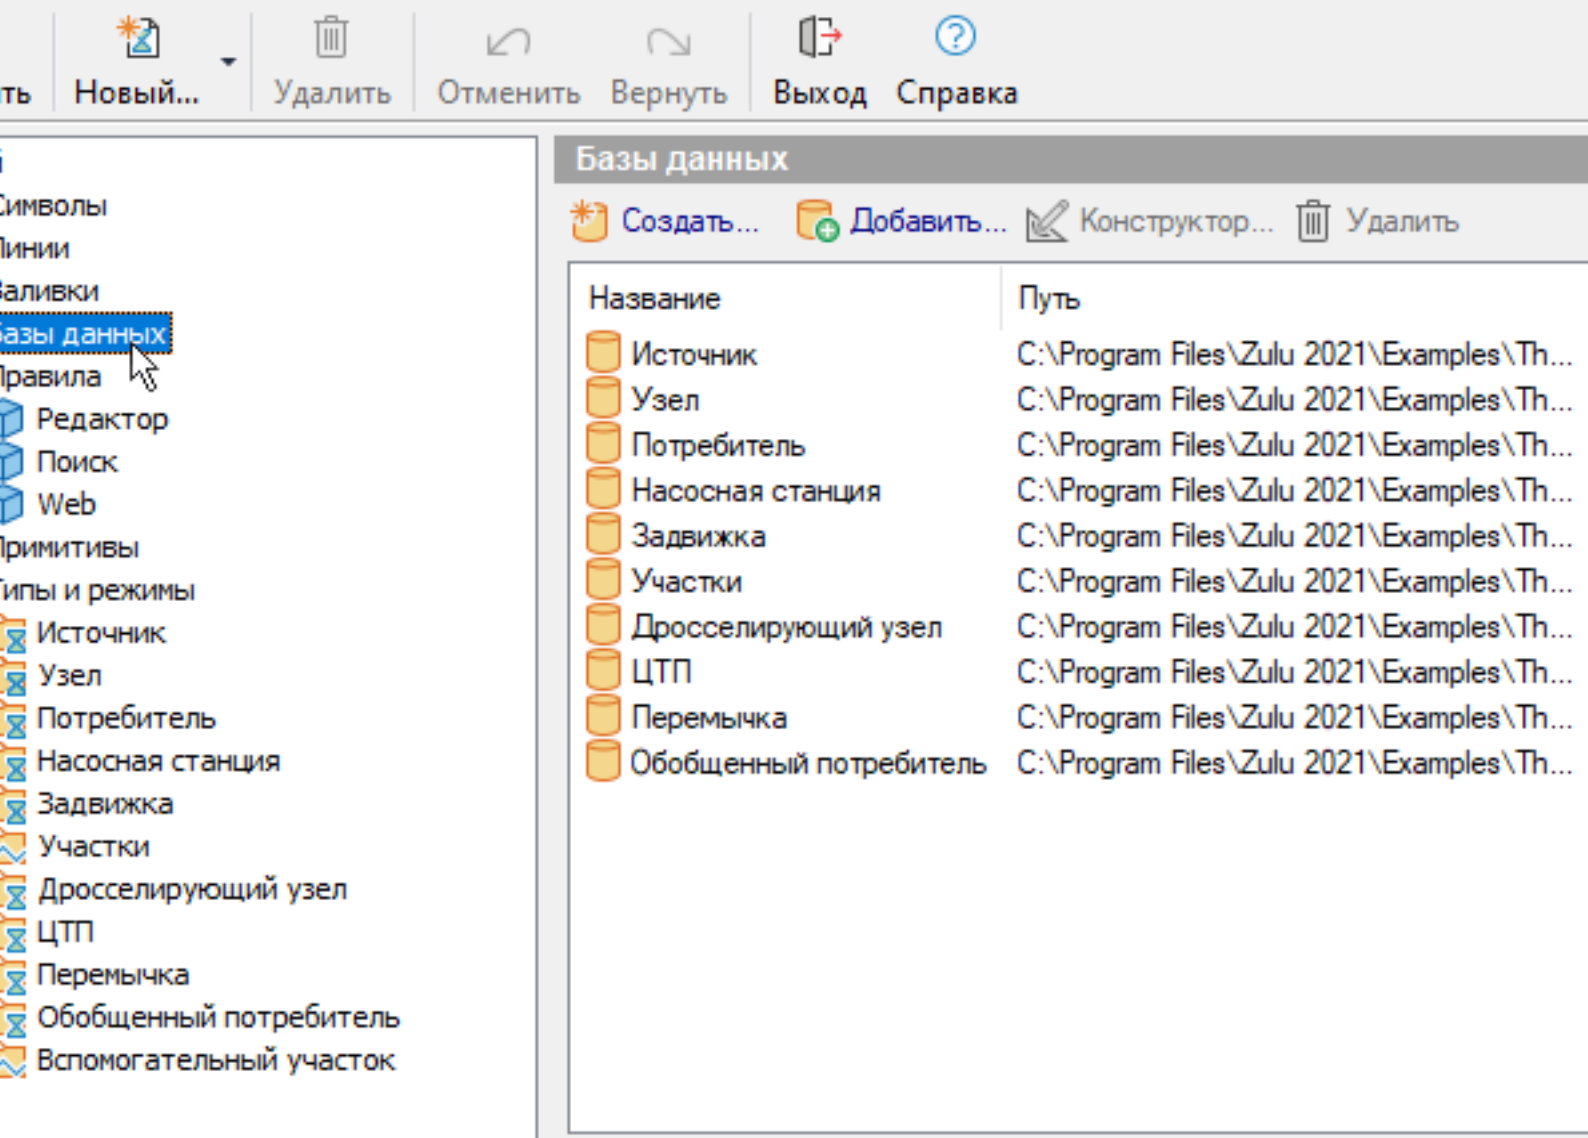 ть Новый... Удалить Отменить Вернуть Выход Справка
й
Символы
Линии
Заливки
Базы данных
Правила
Редактор
Поиск
Web
Примитивы
Типы и режимы
Источник
Узел
Потребитель
Насосная станция
Задвижка
Участки
Дросселирующий узел
ЦТП
Перемычка
Обобщенный потребитель
Вспомогательный участок
Базы данных
Создать... Добавить... Конструктор... Удалить
Название Путь
Источник C:\Program Files\Zulu 2021\Examples\Th...
Узел C:\Program Files\Zulu 2021\Examples\Th...
Потребитель C:\Program Files\Zulu 2021\Examples\Th...
Насосная станция C:\Program Files\Zulu 2021\Examples\Th...
Задвижка C:\Program Files\Zulu 2021\Examples\Th...
Участки C:\Program Files\Zulu 2021\Examples\Th...
Дросселирующий узел C:\Program Files\Zulu 2021\Examples\Th...
ЦТП C:\Program Files\Zulu 2021\Examples\Th...
Перемычка C:\Program Files\Zulu 2021\Examples\Th...
Обобщенный потребитель C:\Program Files\Zulu 2021\Examples\Th...